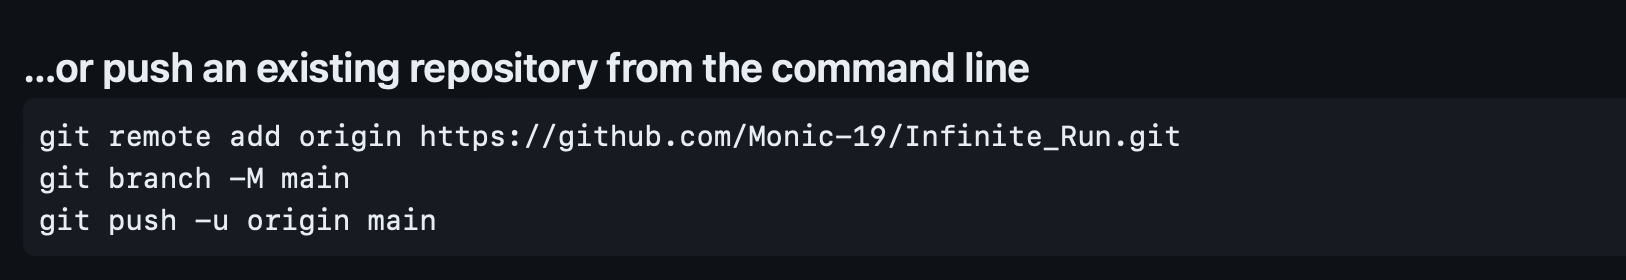 ...or push an existing repository from the command line
git remote add origin https://github.com/Monic-19/Infinite_Run.git
git branch -M main
git push -u origin main